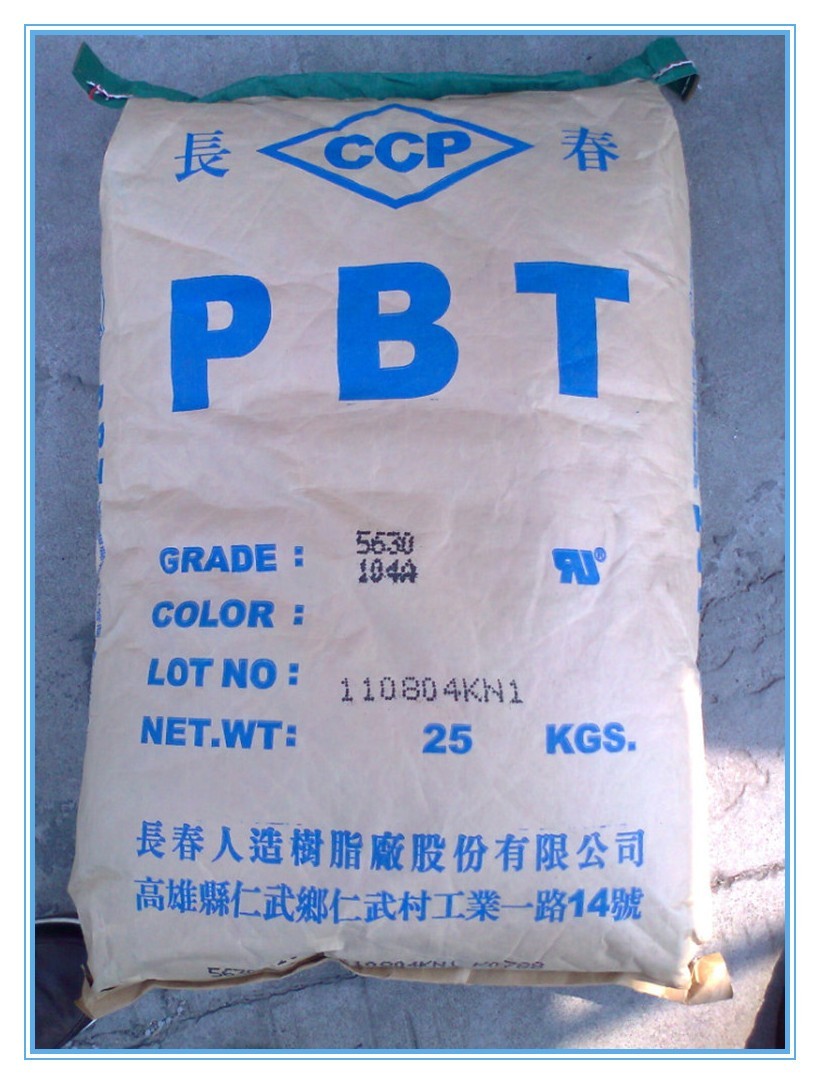 長 CCP 春
PBT
GRADE : 5630
104A
COLOR :
LOT NO : 110804KN1
NET.WT: 25 KGS.
長春人造樹脂廠股份有限公司
高雄縣仁武鄉仁武村工業一路14號